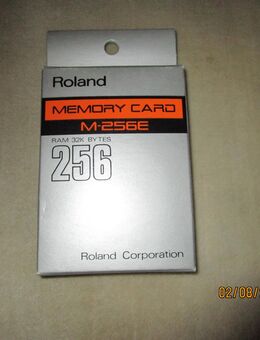 Roland
MEMORY CARD
M-256E
RAM 32K BYTES
256
Roland Corporation
02/08/